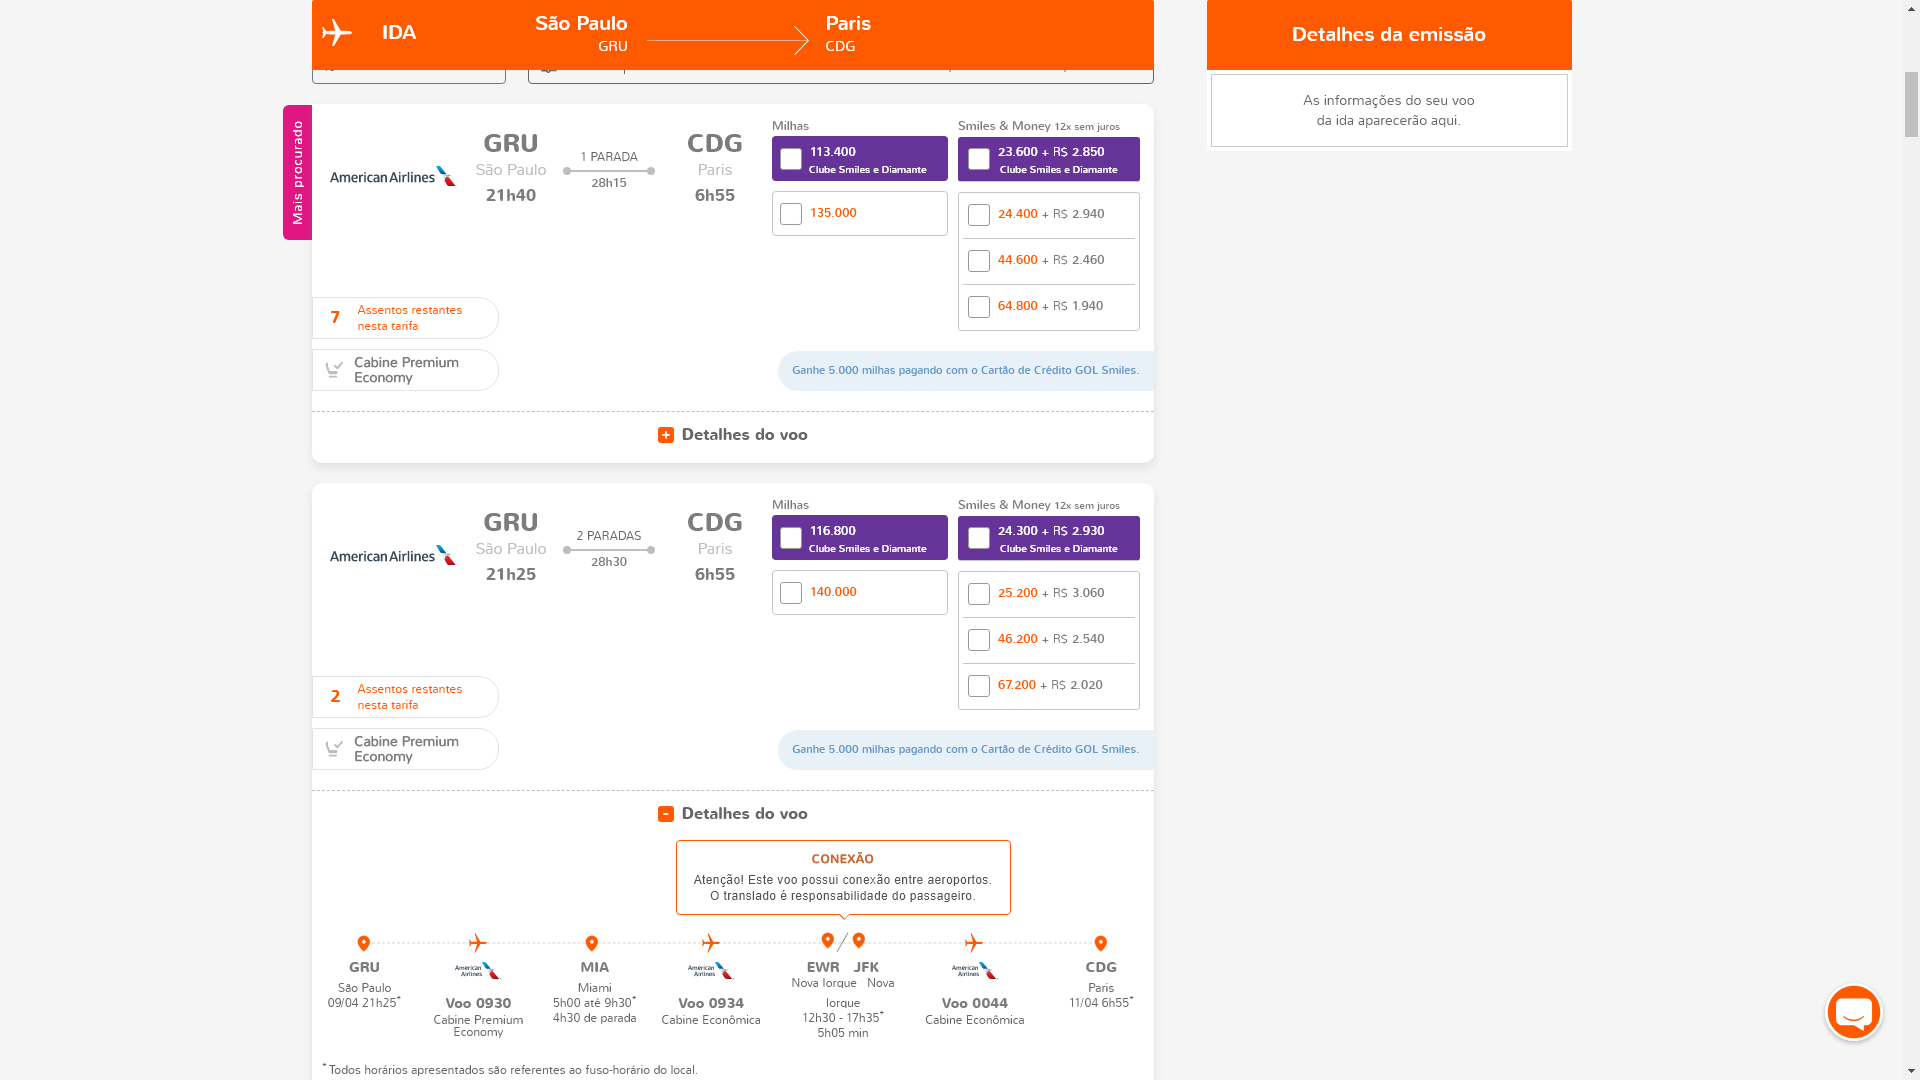 IDA
São Paulo
GRU
Paris
CDG
Detalhes da emissão
As informações do seu voo
da ida aparecerão aqui.
Mais procurado
American Airlines
GRU
São Paulo
21h40
1 PARADA
28h15
CDG
Paris
6h55
Milhas
113.400
Clube Smiles e Diamante
135.000
Smiles & Money 12x sem juros
23.600 + R$ 2.850
Clube Smiles e Diamante
24.400 + R$ 2.940
44.600 + R$ 2.460
64.800 + R$ 1.940
7
Assentos restantes
nesta tarifa
Cabine Premium
Economy
Ganhe 5.000 milhas pagando com o Cartão de Crédito GOL Smiles.
+ Detalhes do voo
American Airlines
GRU
São Paulo
21h25
2 PARADAS
28h30
CDG
Paris
6h55
Milhas
116.800
Clube Smiles e Diamante
140.000
Smiles & Money 12x sem juros
24.300 + R$ 2.930
Clube Smiles e Diamante
25.200 + R$ 3.060
46.200 + R$ 2.540
67.200 + R$ 2.020
2
Assentos restantes
nesta tarifa
Cabine Premium
Economy
Ganhe 5.000 milhas pagando com o Cartão de Crédito GOL Smiles.
- Detalhes do voo
CONEXÃO
Atenção! Este voo possui conexão entre aeroportos.
O translado é responsabilidade do passageiro.
GRU
São Paulo
09/04 21h25*
American
Airlines
Voo 0930
Cabine Premium
Economy
MIA
Miami
5h00 até 9h30*
4h30 de parada
American
Airlines
Voo 0934
Cabine Econômica
EWR JFK
Nova Iorque Nova
Iorque
12h30 - 17h35*
5h05 min
American
Airlines
Voo 0044
Cabine Econômica
CDG
Paris
11/04 6h55*
* Todos horários apresentados são referentes ao fuso-horário do local.